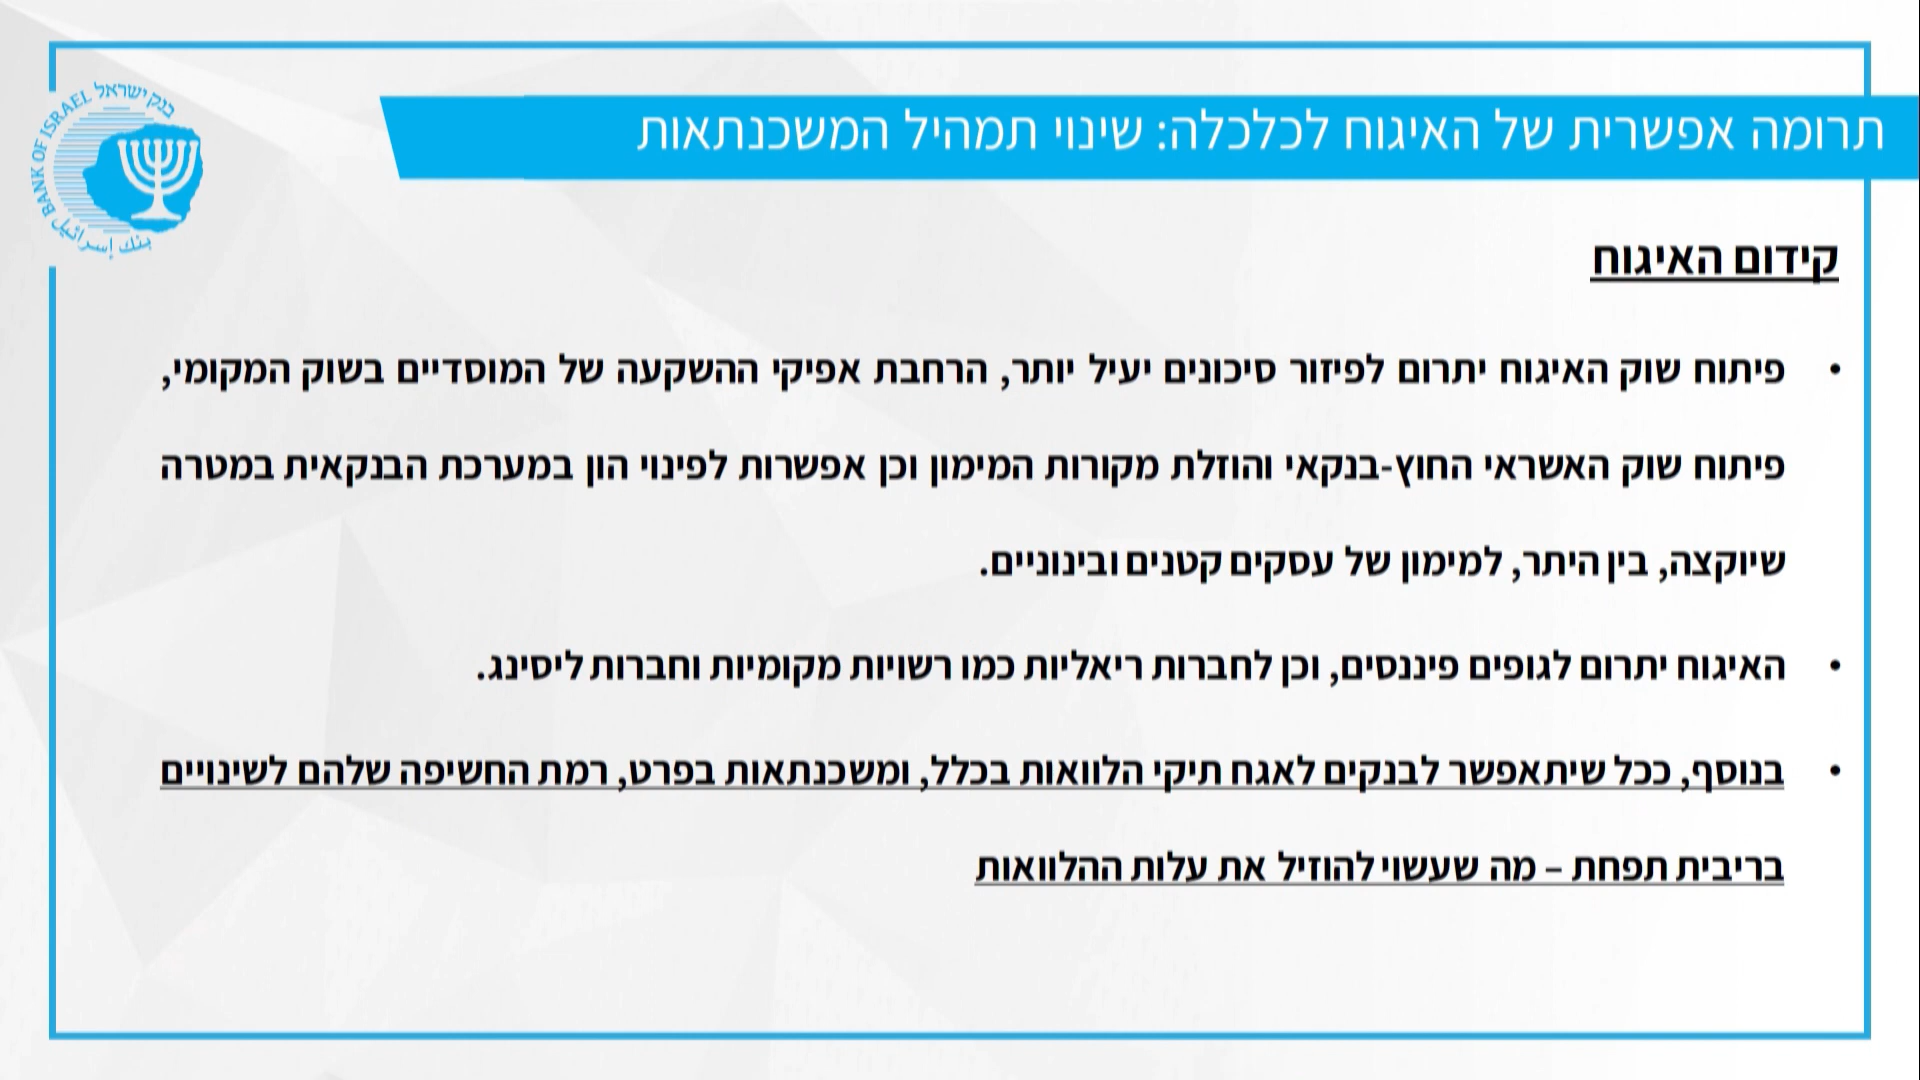 בנק ישראל
BANK OF ISRAEL
بنك إسرائيل
תרומה אפשרית של האיגוח לכלכלה: שינוי תמהיל המשכנתאות
קידום האיגוח
• פיתוח שוק האיגוח יתרום לפיזור סיכונים יעיל יותר, הרחבת אפיקי ההשקעה של המוסדיים בשוק המקומי,
פיתוח שוק האשראי החוץ-בנקאי והוזלת מקורות המימון וכן אפשרות לפינוי הון במערכת הבנקאית במטרה
שיוקצה, בין היתר, למימון של עסקים קטנים ובינוניים.
• האיגוח יתרום לגופים פיננסים, וכן לחברות ריאליות כמו רשויות מקומיות וחברות ליסינג.
• בנוסף, ככל שיתאפשר לבנקים לאגח תיקי הלוואות בכלל, ומשכנתאות בפרט, רמת החשיפה שלהם לשינויים
בריבית תפחת – מה שעשוי להוזיל את עלות ההלוואות